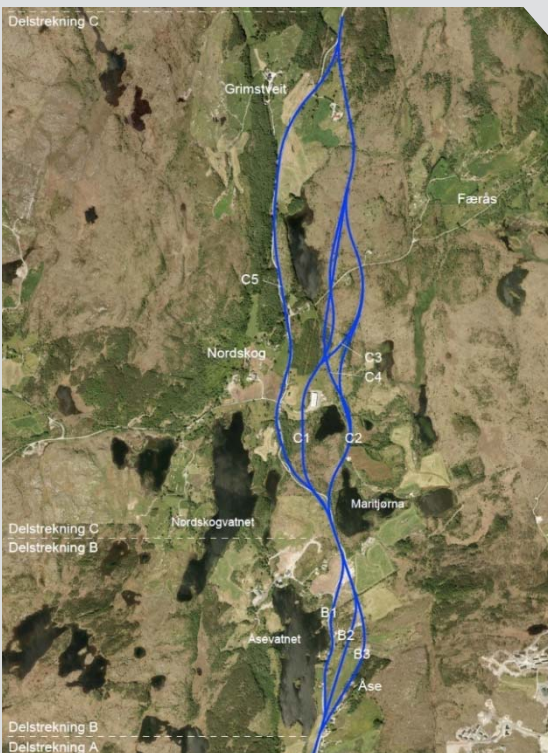 Delstrekning C
Grimstveit
Færås
C5
Nordskog
C3
C4
C1
C2
Maritjørna
Nordskogvatnet
Delstrekning C
Delstrekning B
B1
B2
B3
Åsevatnet
Åse
Delstrekning B
Delstrekning A